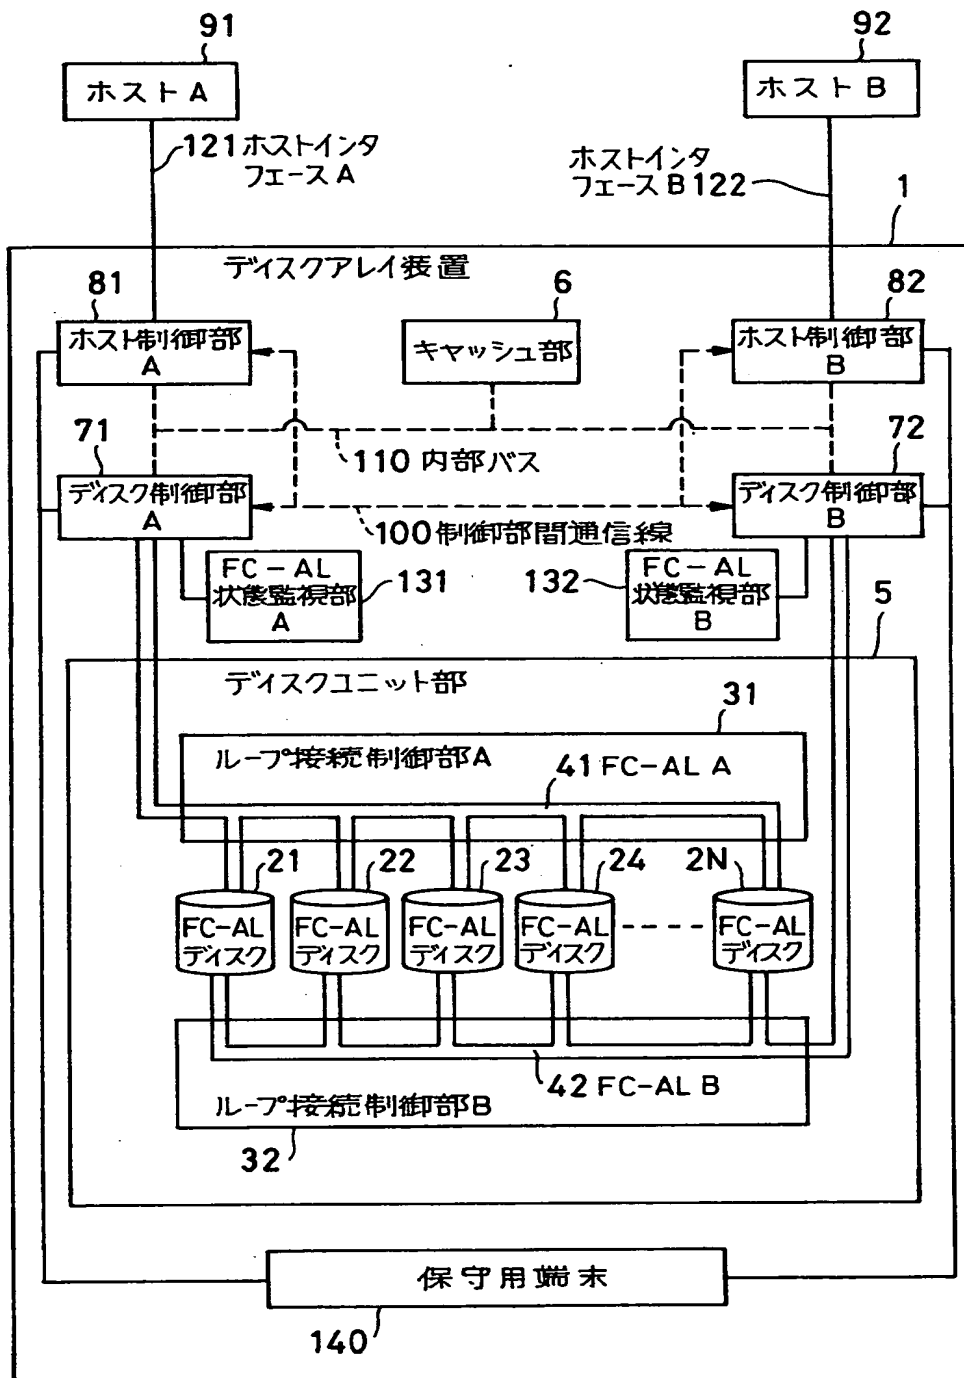 91
92
ホストA
ホストB
121 ホストインタ
フェースA
ホストインタ
フェースB 122
1
ディスクアレイ装置
81
6
82
ホスト制御部
A
キャッシュ部
ホスト制御部
B
71
110 内部バス
72
ディスク制御部
A
ディスク制御部
B
100 制御部間通信線
FC-AL
状態監視部
A
131
132
FC-AL
状態監視部
B
5
ディスクユニット部
31
ループ接続制御部A
41 FC-AL A
21
22
23
24
2N
FC-AL
ディスク
FC-AL
ディスク
FC-AL
ディスク
FC-AL
ディスク
FC-AL
ディスク
42 FC-AL B
ループ接続制御部B
32
保守用端末
140